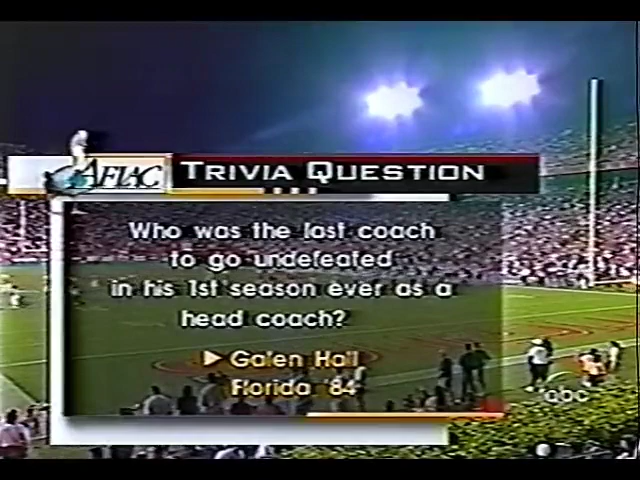 AFLAC TRIVIA QUESTION
Who was the last coach
to go undefeated
in his 1st season ever as a
head coach?
▶ Galen Hall
Florida '84
abc